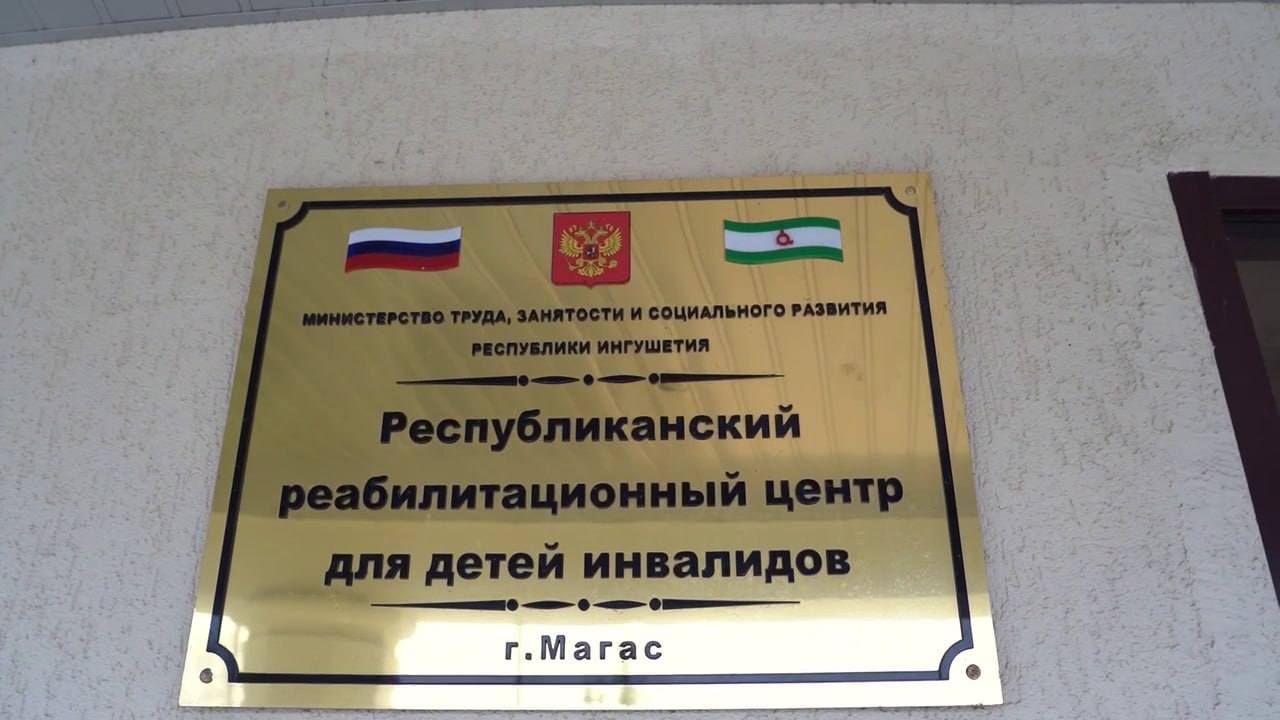 МИНИСТЕРСТВО ТРУДА, ЗАНЯТОСТИ И СОЦИАЛЬНОГО РАЗВИТИЯ
РЕСПУБЛИКИ ИНГУШЕТИЯ
Республиканский
реабилитационный центр
для детей инвалидов
г.Магас